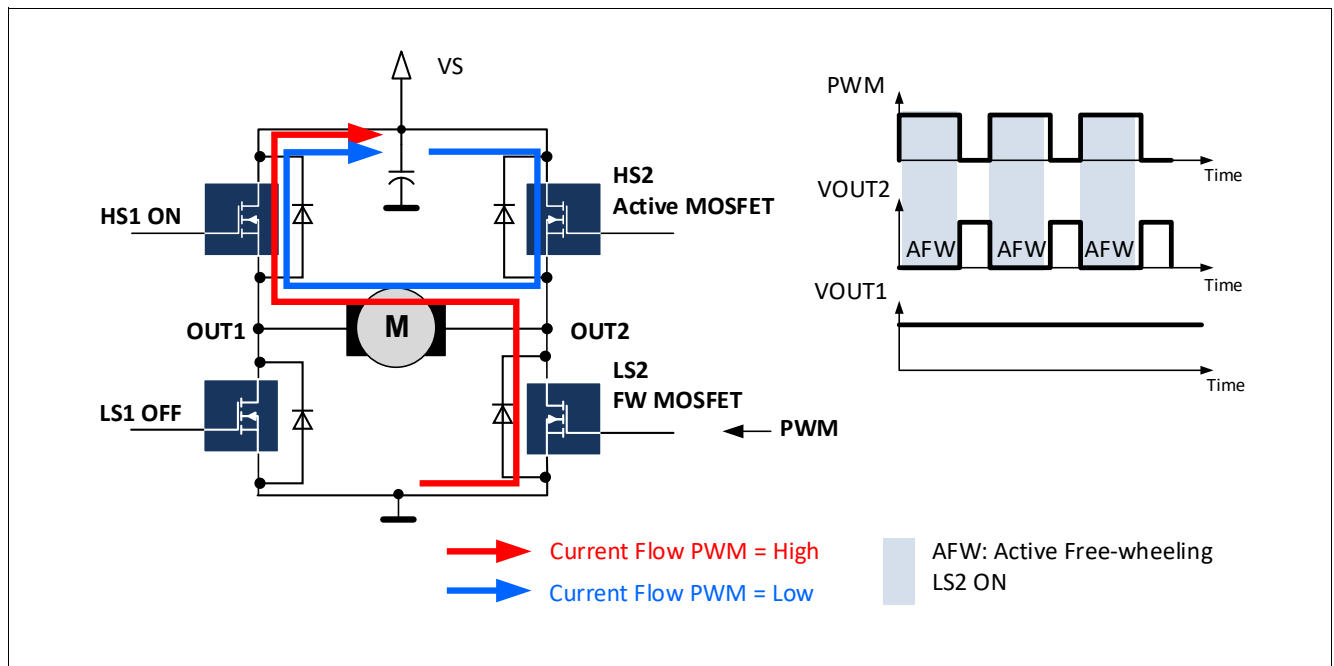 VS
HS1 ON
HS2
Active MOSFET
OUT1
M
OUT2
LS1 OFF
LS2
FW MOSFET
PWM
PWM
Time
VOUT2
AFW
AFW
AFW
Time
VOUT1
Time
Current Flow PWM = High
Current Flow PWM = Low
AFW: Active Free-wheeling
LS2 ON